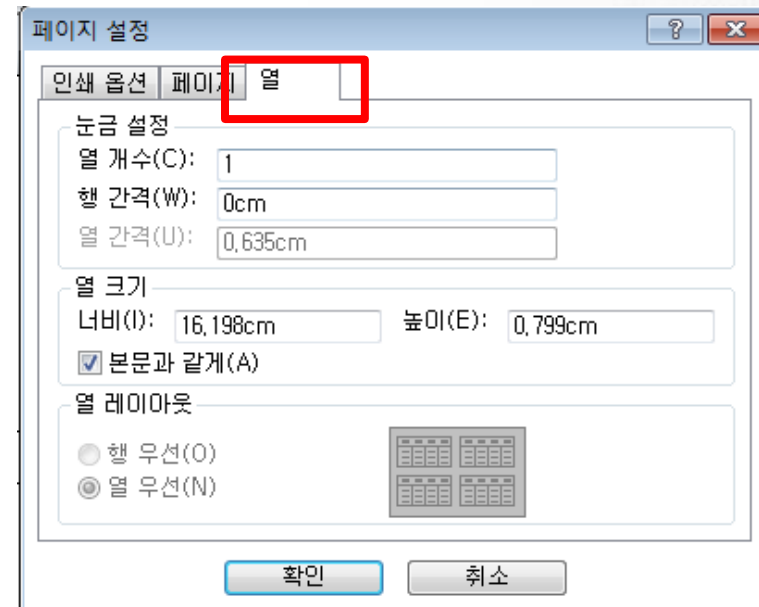 페이지 설정
인쇄 옵션 페이지 열
눈금 설정
열 개수(C): 1
행 간격(W): 0cm
열 간격(U): 0,635cm
열 크기
너비(I): 16,198cm 높이(E): 0,799cm
본문과 같게(A)
열 레이아웃
행 우선(O)
열 우선(N)
확인 취소